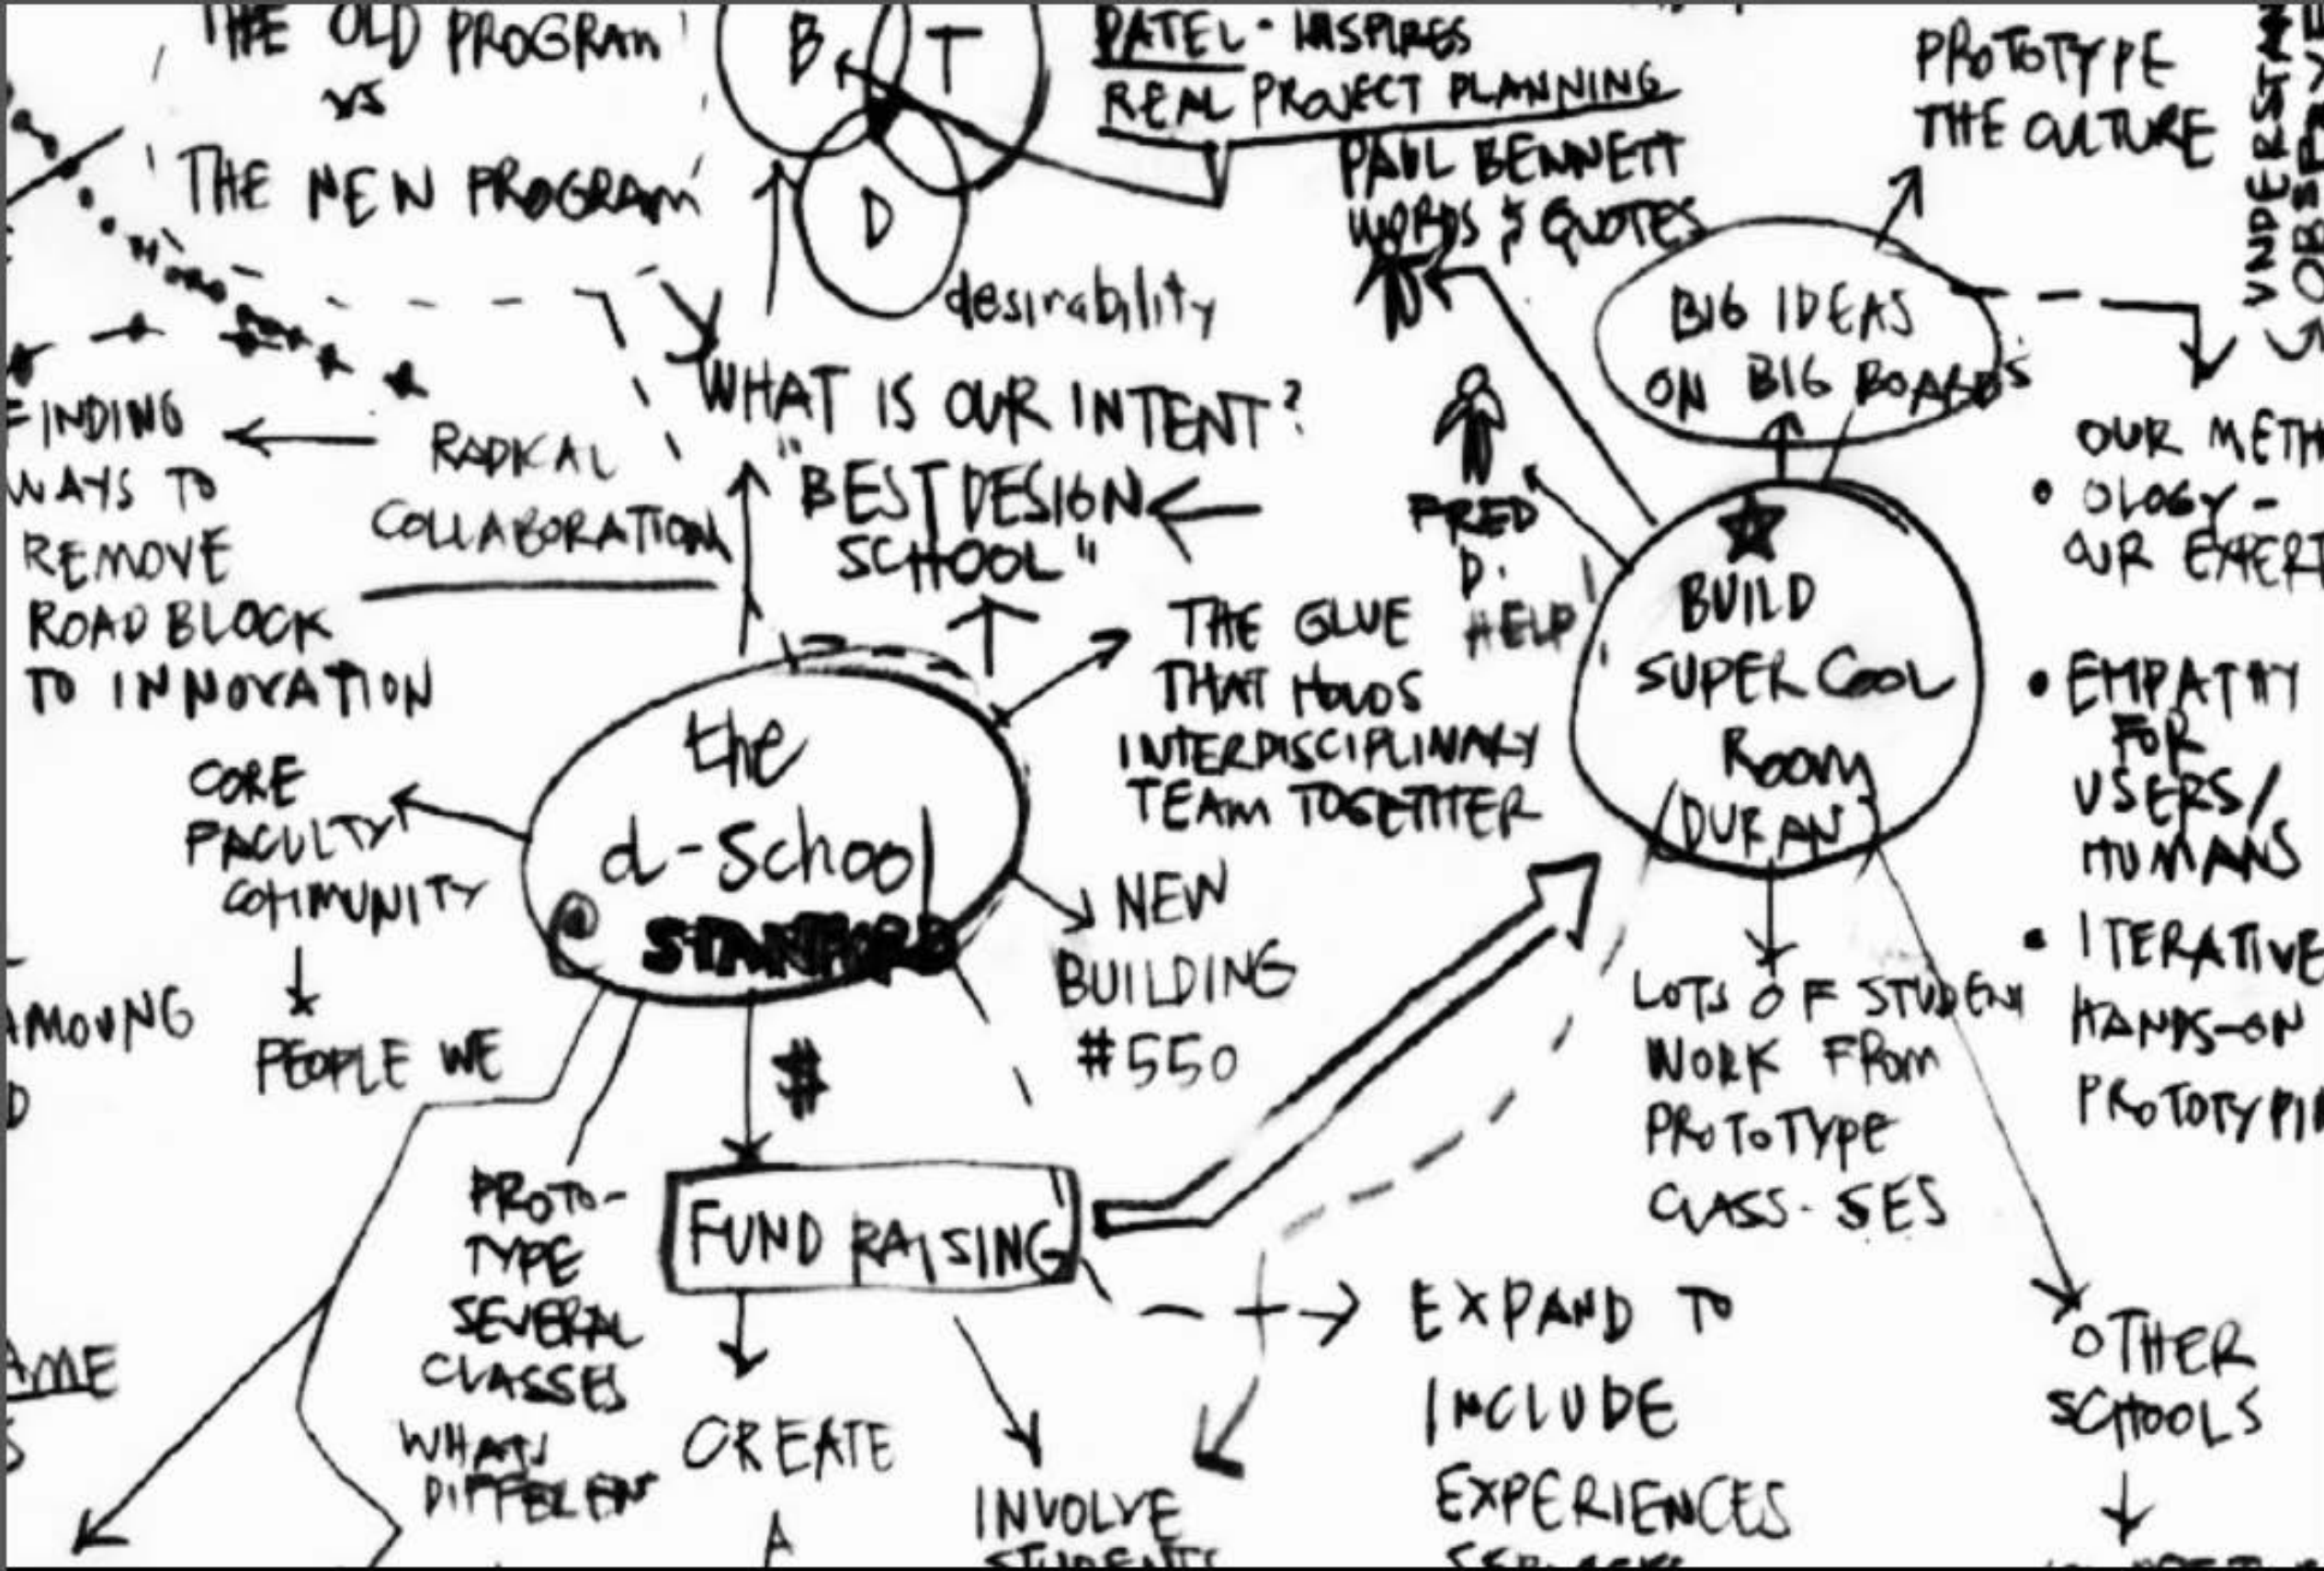 THE OLD PROGRAM
VS
THE NEW PROGRAM
B
T
D
desirability
PATEL - INSPIRES
REAL PROJECT PLANNING
PAUL BENNETT
WORDS & QUOTES
PROTOTYPE
THE CULTURE
BIG IDEAS
ON BIG BOARDS
FINDING
WAYS TO
REMOVE
ROAD BLOCK
TO INNOVATION
RADICAL
COLLABORATION
WHAT IS OUR INTENT?
"BEST DESIGN
SCHOOL"
FRED
D.
HELP
BUILD
SUPER COOL
ROOM
(DURAN)
OUR METH
• OLOGY -
OUR EXPERT
• EMPATHY
FOR
USERS/
HUMANS
• ITERATIVE
HANDS-ON
PROTOTYPI
THE GLUE
THAT HOLDS
INTERDISCIPLINARY
TEAM TOGETHER
the
d-school
@ STANFORD
CORE
FACULTY
COMMUNITY
PEOPLE WE
AMOUNG
NEW
BUILDING
#550
$
FUND RAISING
PROTO-
TYPE
SEVERAL
CLASSES
WHATS
DIFFERENT
CREATE
A
INVOLVE
STUDENTS
EXPAND TO
INCLUDE
EXPERIENCES
LOTS OF STUDENT
WORK FROM
PROTOTYPE
CLASS-SES
OTHER
SCHOOLS